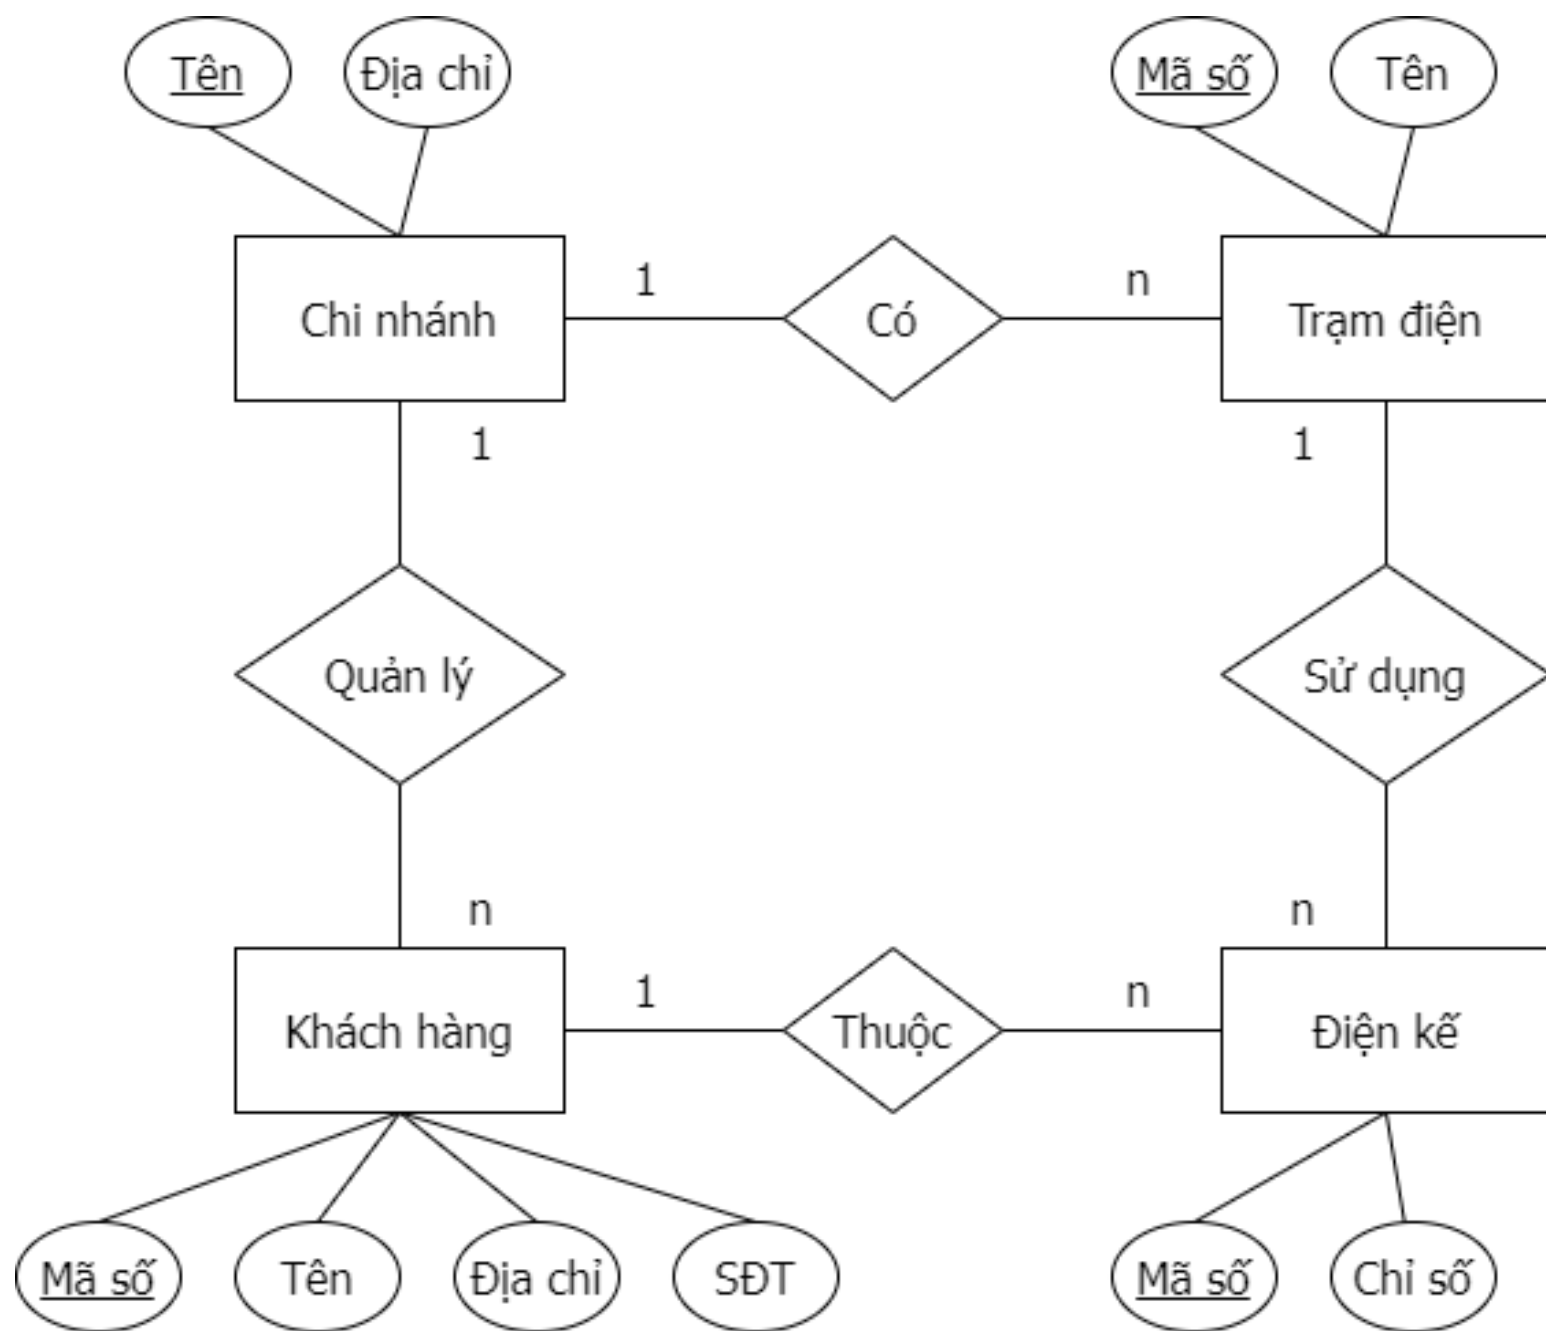 Tên
Địa chỉ
Mã số
Tên
Chi nhánh
1
Có
n
Trạm điện
1
1
Quản lý
Sử dụng
n
n
Khách hàng
1
Thuộc
n
Điện kế
Mã số
Tên
Địa chỉ
SĐT
Mã số
Chỉ số